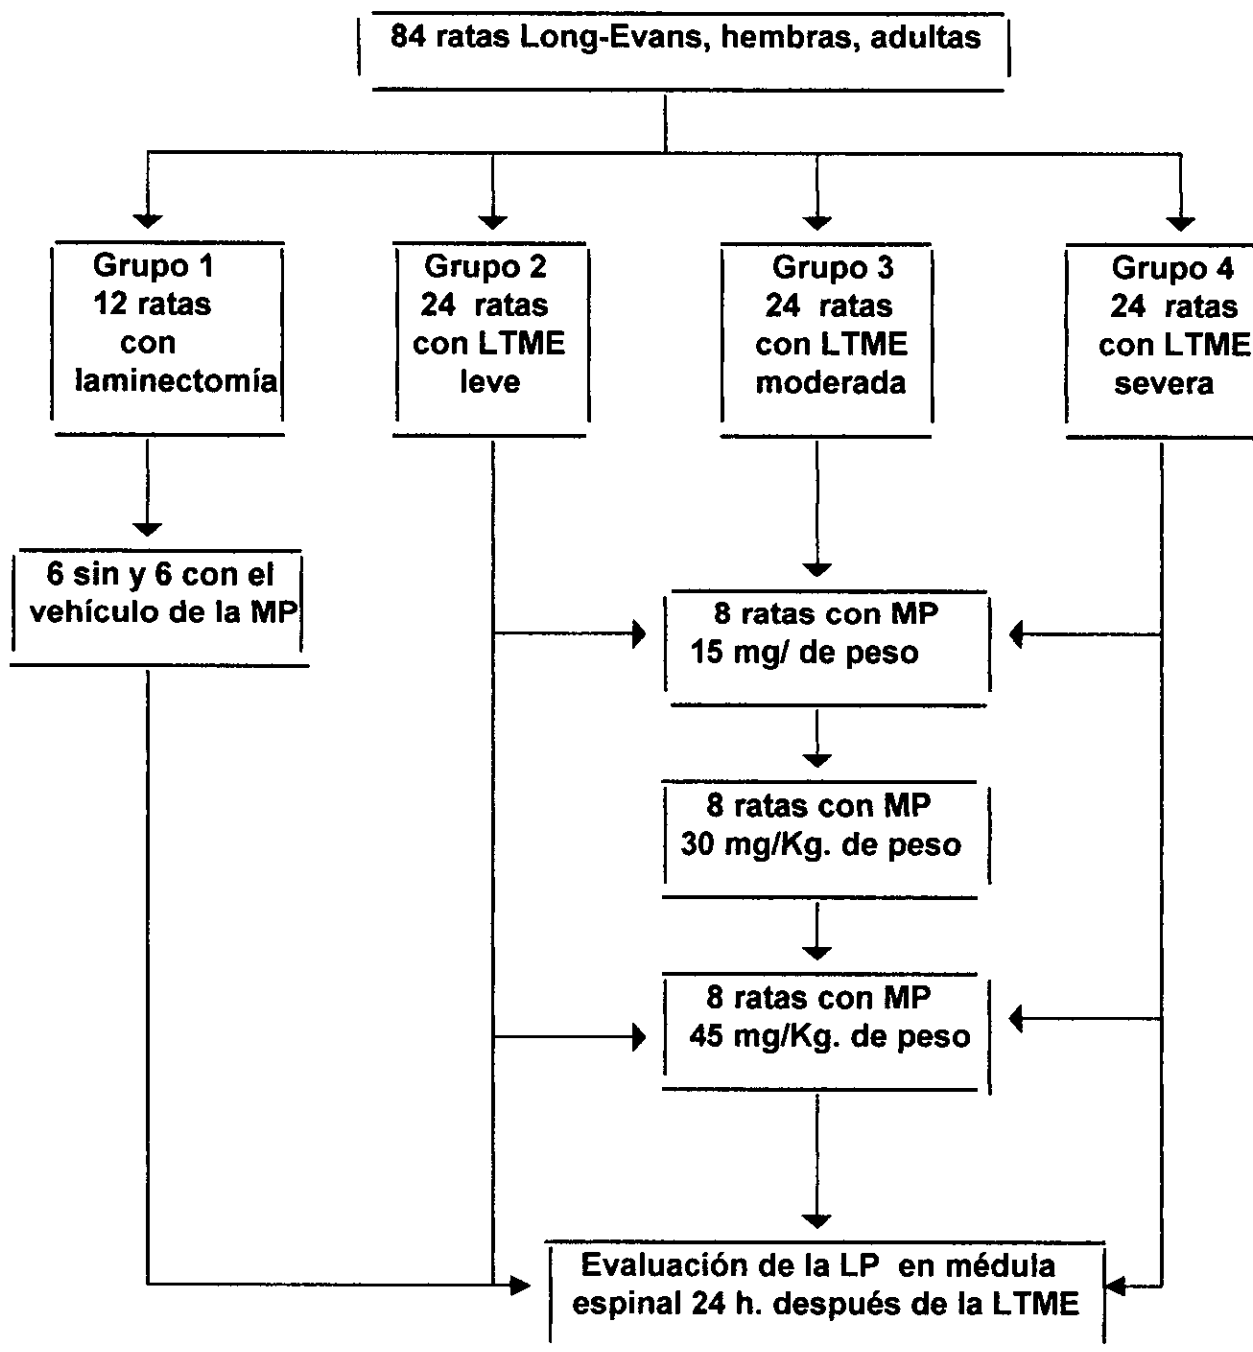 84 ratas Long-Evans, hembras, adultas
Grupo 1
12 ratas
con
laminectomía
Grupo 2
24 ratas
con LTME
leve
Grupo 3
24 ratas
con LTME
moderada
Grupo 4
24 ratas
con LTME
severa
6 sin y 6 con el
vehículo de la MP
8 ratas con MP
15 mg/ de peso
8 ratas con MP
30 mg/Kg. de peso
8 ratas con MP
45 mg/Kg. de peso
Evaluación de la LP en médula
espinal 24 h. después de la LTME